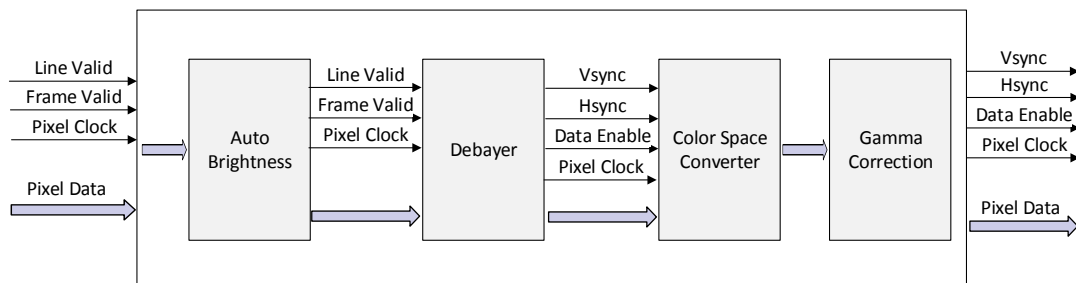 Line Valid
Frame Valid
Pixel Clock
Pixel Data
Auto
Brightness
Line Valid
Frame Valid
Pixel Clock
Debayer
Vsync
Hsync
Data Enable
Pixel Clock
Color Space
Converter
Gamma
Correction
Vsync
Hsync
Data Enable
Pixel Clock
Pixel Data